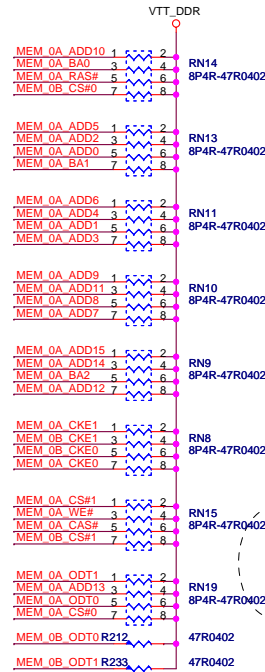 VTT_DDR
MEM_0A_ADD10 1 2
MEM_0A_BA0 3 4 RN14
MEM_0A_RAS# 5 6 8P4R-47R0402
MEM_0B_CS#0 7 8
MEM_0A_ADD5 1 2
MEM_0A_ADD2 3 4 RN13
MEM_0A_ADD0 5 6 8P4R-47R0402
MEM_0A_BA1 7 8
MEM_0A_ADD6 1 2
MEM_0A_ADD4 3 4 RN11
MEM_0A_ADD1 5 6 8P4R-47R0402
MEM_0A_ADD3 7 8
MEM_0A_ADD9 1 2
MEM_0A_ADD11 3 4 RN10
MEM_0A_ADD8 5 6 8P4R-47R0402
MEM_0A_ADD7 7 8
MEM_0A_ADD15 1 2
MEM_0A_ADD14 3 4 RN9
MEM_0A_BA2 5 6 8P4R-47R0402
MEM_0A_ADD12 7 8
MEM_0A_CKE1 1 2
MEM_0B_CKE1 3 4 RN8
MEM_0B_CKE0 5 6 8P4R-47R0402
MEM_0A_CKE0 7 8
MEM_0A_CS#1 1 2
MEM_0A_WE# 3 4 RN15
MEM_0A_CAS# 5 6 8P4R-47R0402
MEM_0B_CS#1 7 8
MEM_0A_ODT1 1 2
MEM_0A_ADD13 3 4 RN19
MEM_0A_ODT0 5 6 8P4R-47R0402
MEM_0A_CS#0 7 8
MEM_0B_ODT0 R212 47R0402
MEM_0B_ODT1 R233 47R0402